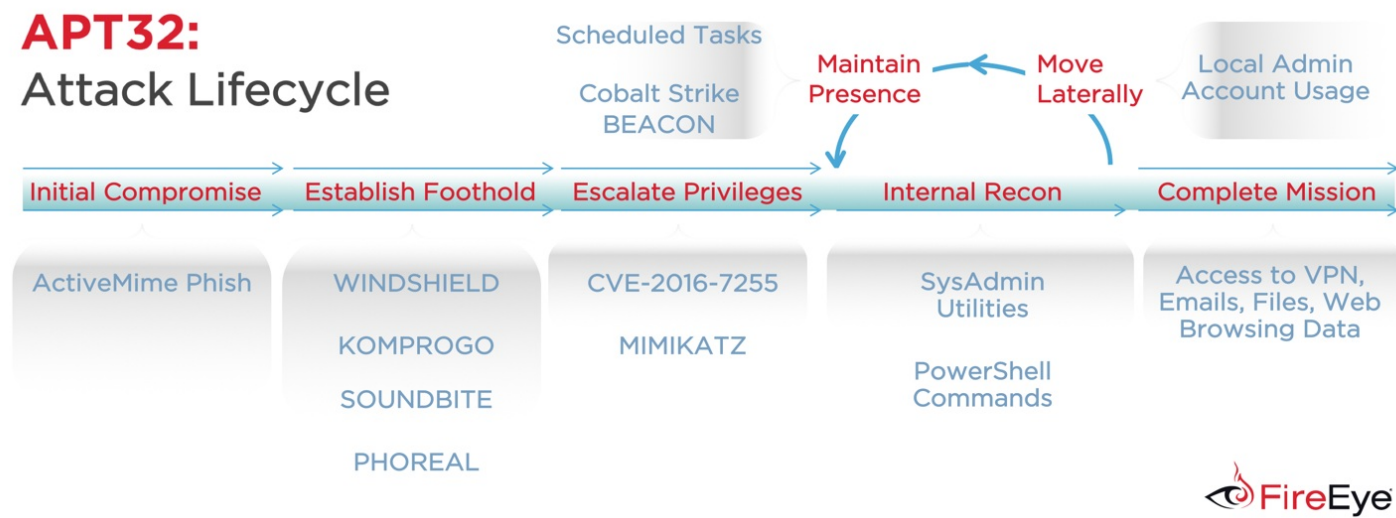 APT32:
Attack Lifecycle
Scheduled Tasks
Cobalt Strike
BEACON
Maintain
Presence
Move
Laterally
Local Admin
Account Usage
Initial Compromise
Establish Foothold
Escalate Privileges
Internal Recon
Complete Mission
ActiveMime Phish
WINDSHIELD
KOMPROGO
SOUNDBITE
PHOREAL
CVE-2016-7255
MIMIKATZ
SysAdmin
Utilities
PowerShell
Commands
Access to VPN,
Emails, Files, Web
Browsing Data
FireEye